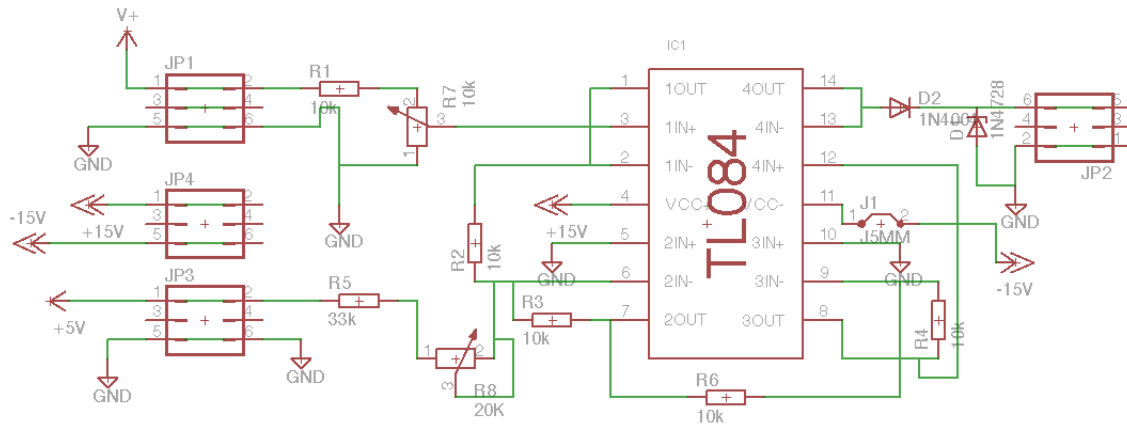 V+
JP1
1 2
3
5 6
GND
R1
10k
R7
10k
2
3
1
GND
JP4
1 2
3 4
5 6
-15V
+15V
JP3
1 2
3 4
5 6
+5V
GND
GND
R5
33k
1 2
3
R8
20K
R2
10k
R3
10k
+15V
GND
IC1
TL084
1 1OUT 4OUT 14
3 1IN+ 4IN- 13
2 1IN- 4IN+ 12
4 VCC+ VCC- 11
5 2IN+ 3IN+ 10
6 2IN- 3IN- 9
7 2OUT 3OUT 8
R6
10k
R4
10k
GND
J1
1 2
J5MM
-15V
D2
1N4004
D1
1N4728
GND
6 5
4 3
2 1
JP2